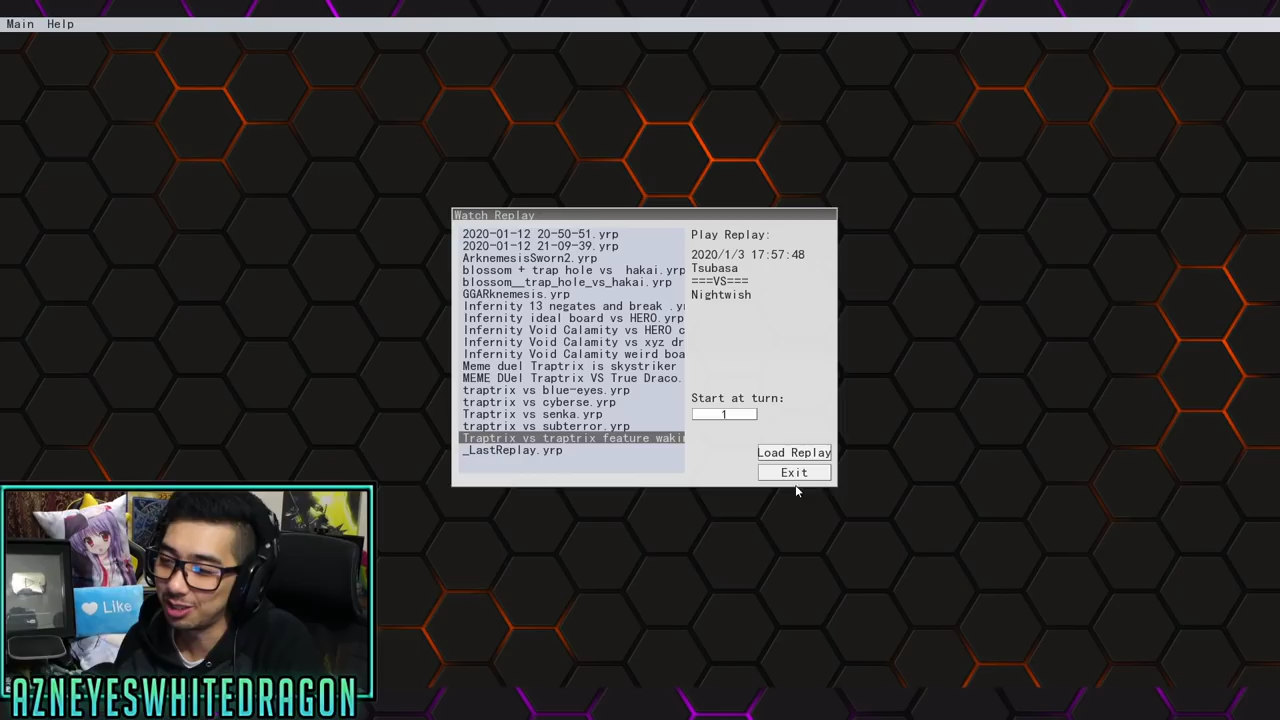 Main Help
Watch Replay
2020-01-12 20-50-51.yrp
2020-01-12 21-09-39.yrp
ArknemesisSworn2.yrp
blossom + trap hole vs  hakai.yrp
blossom__trap_hole_vs_hakai.yrp
GGARknemesis.yrp
Infernity 13 negates and break .yr
Infernity ideal board vs HERO.yrp
Infernity Void Calamity vs HERO c
Infernity Void Calamity vs xyz dr
Infernity Void Calamity weird boa
Meme duel Traptrix is skystriker
MEME DUel Traptrix VS True Draco.
traptrix vs blue-eyes.yrp
traptrix vs cyberse.yrp
Traptrix vs senka.yrp
traptrix vs subterror.yrp
Traptrix vs traptrix feature waki
_LastReplay.yrp
Play Replay:
2020/1/3 17:57:48
Tsubasa
===VS===
Nightwish
Start at turn:
1
Load Replay
Exit
Like
AZNEYESWHITEDRAGON